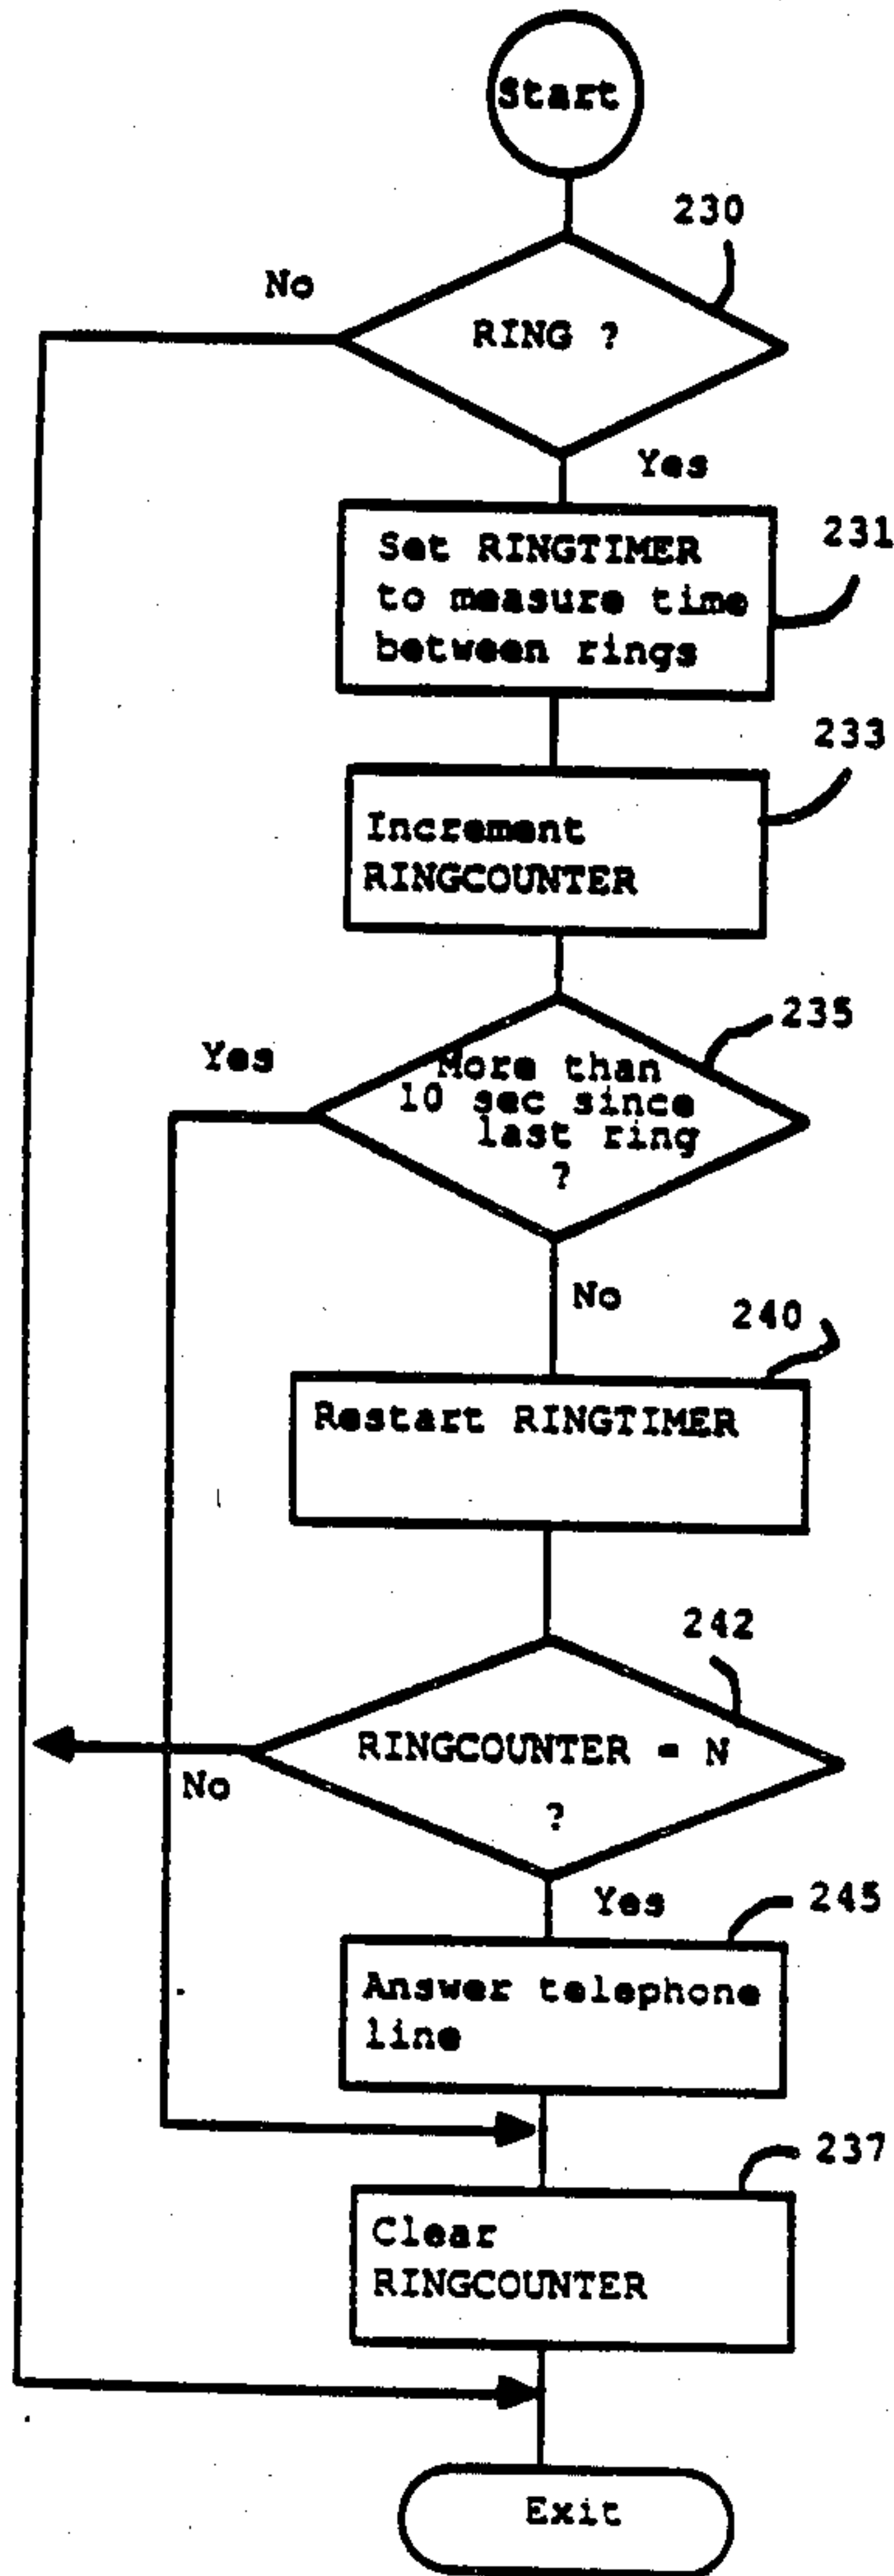 Start
230
No
RING ?
Yes
Set RINGTIMER
to measure time
between rings
231
233
Increment
RINGCOUNTER
235
Yes
More than
10 sec since
last ring
?
No
240
Restart RINGTIMER
242
RINGCOUNTER = N
?
No
Yes
245
Answer telephone
line
237
Clear
RINGCOUNTER
Exit